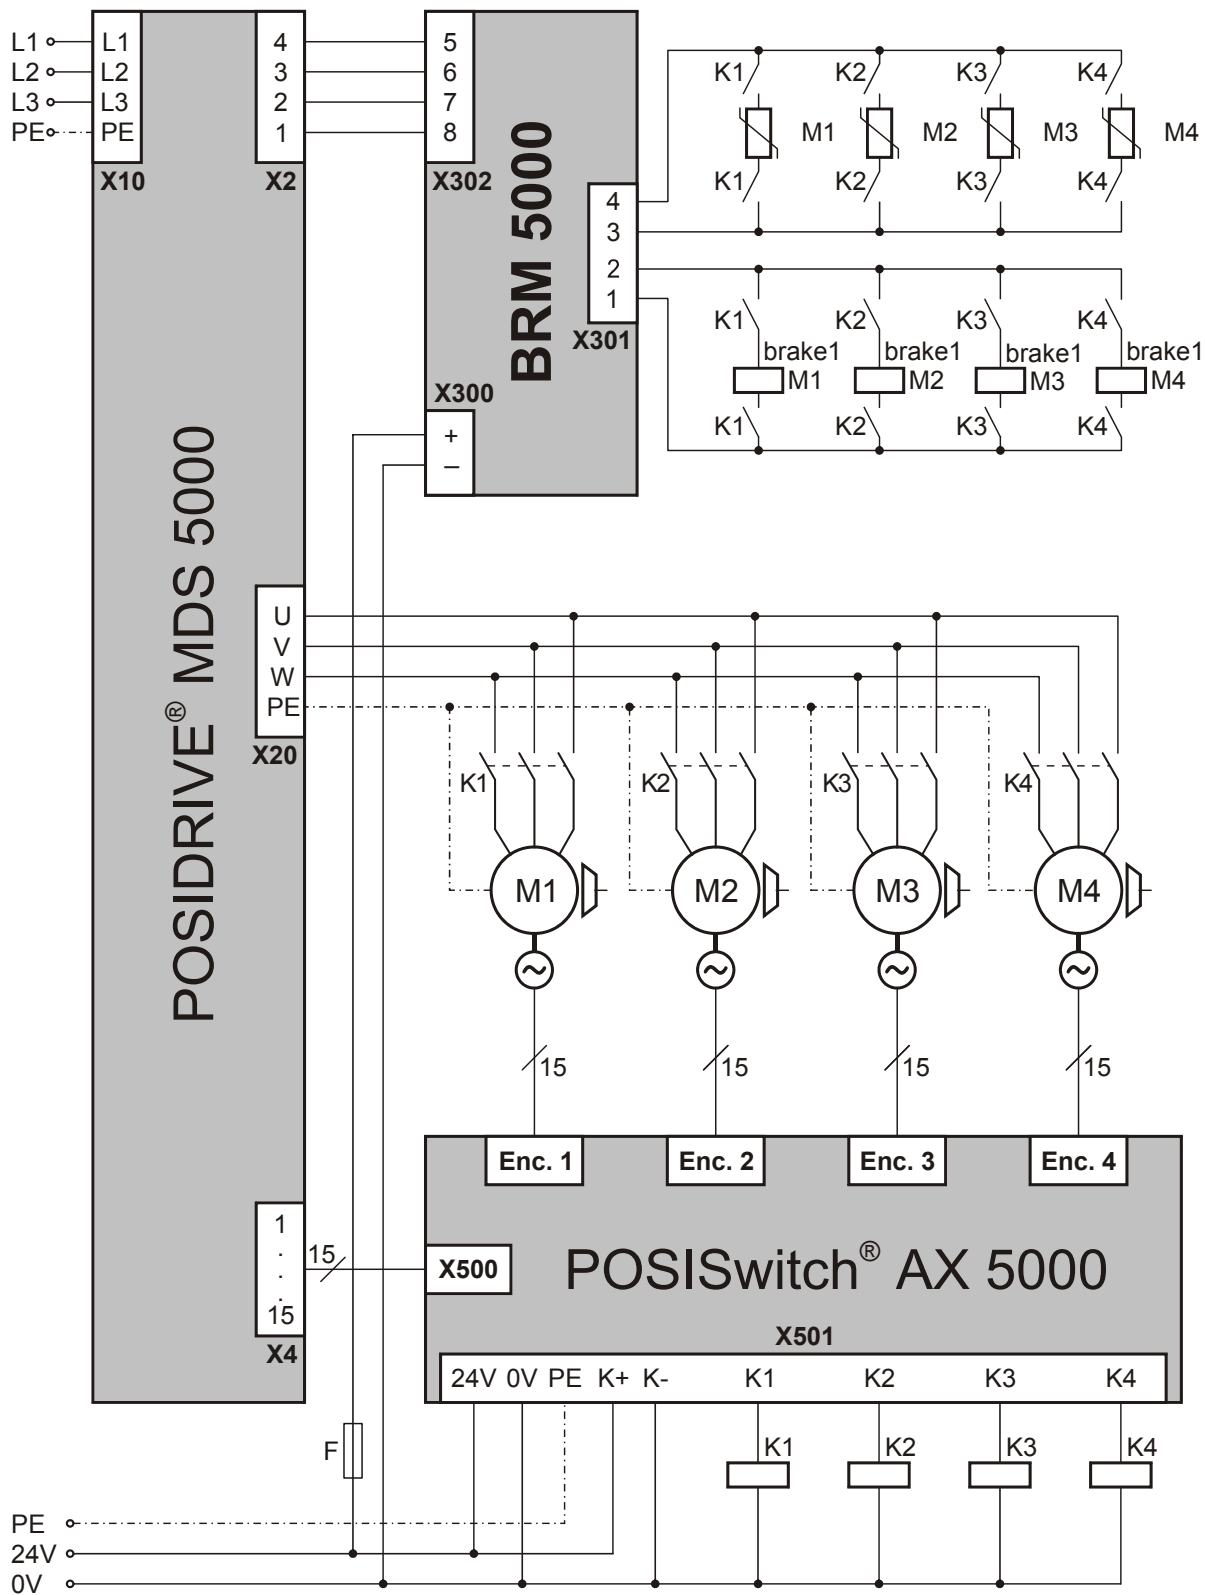 L1 L1 4 5
L2 L2 3 6
L3 L3 2 7
PE PE 1 8
X10 X2 X302
K1 K2 K3 K4
M1 M2 M3 M4
K1 K2 K3 K4
BRM 5000
4
3
2
1
X301
K1 K2 K3 K4
brake1 brake1 brake1 brake1
M1 M2 M3 M4
K1 K2 K3 K4
X300
+
–
POSIDRIVE® MDS 5000
U
V
W
PE
X20
K1 K2 K3 K4
M1 M2 M3 M4
15 15 15 15
Enc. 1 Enc. 2 Enc. 3 Enc. 4
1
.
.
.
15
X4
15
X500
POSISwitch® AX 5000
X501
24V 0V PE K+ K- K1 K2 K3 K4
F
K1 K2 K3 K4
PE
24V
0V